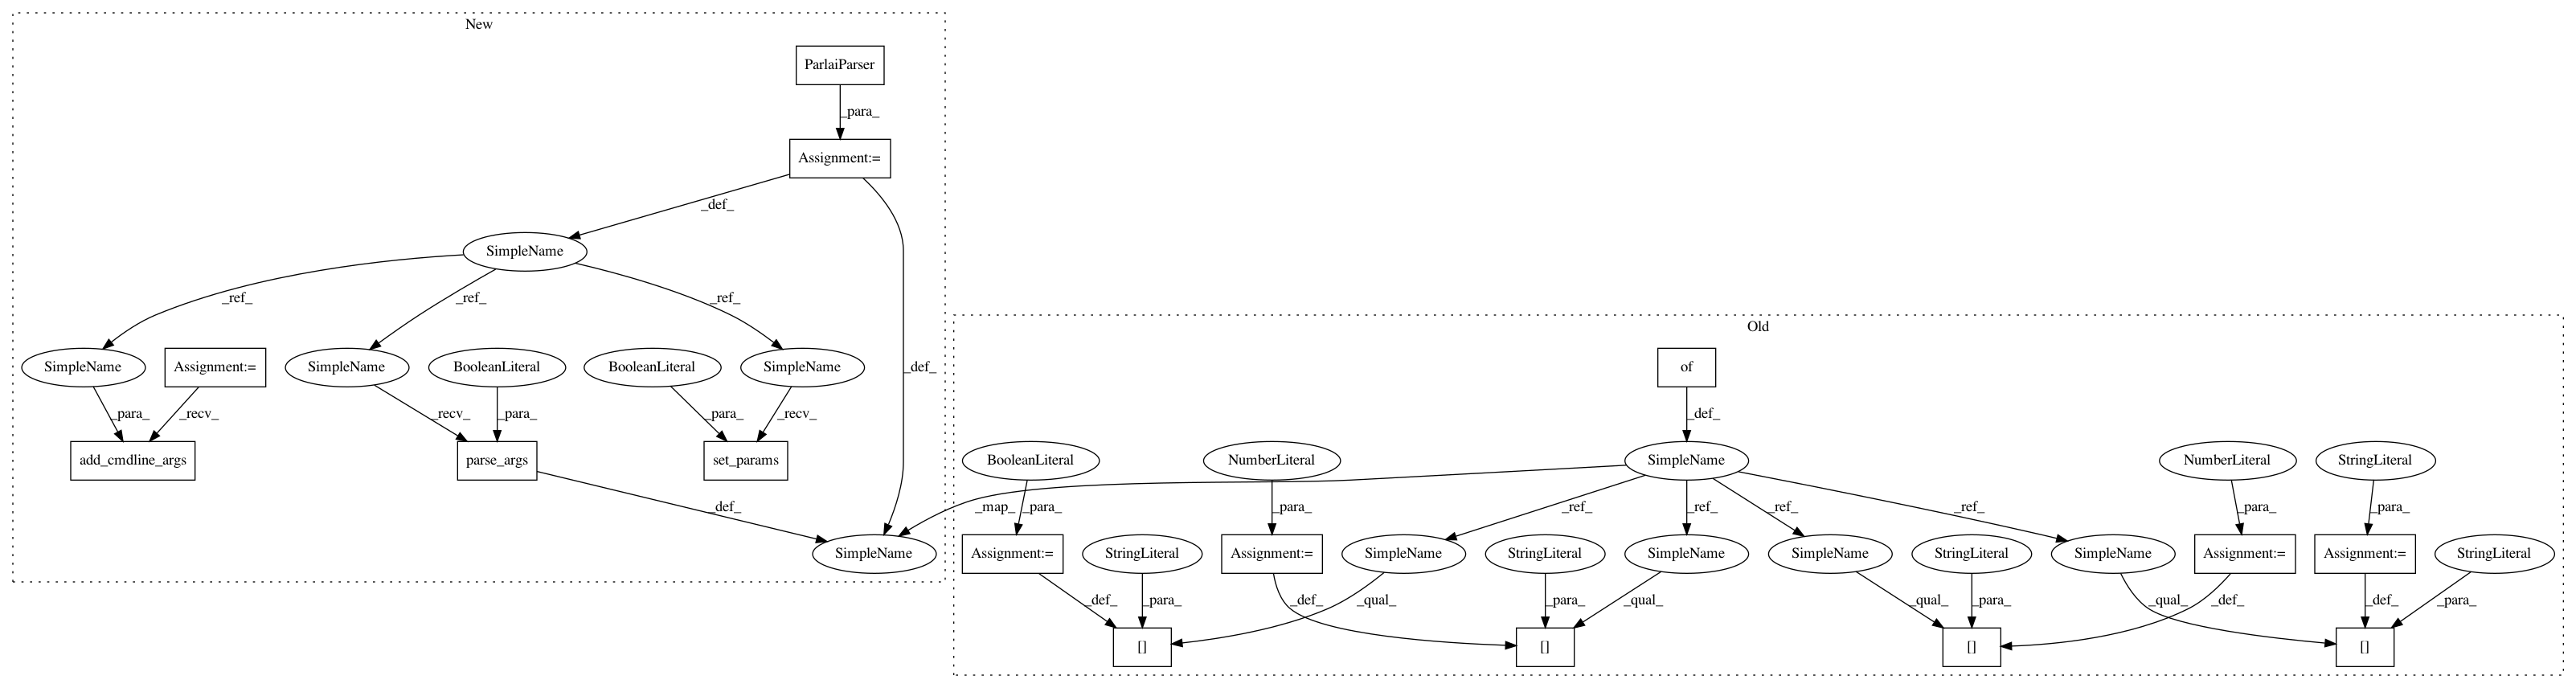 New
ParlaiParser
_para_
Assignment:=
_def_
SimpleName
_ref_
_ref_
_ref_
_def_
SimpleName
Assignment:=
SimpleName
BooleanLiteral
BooleanLiteral
SimpleName
_para_
_recv_
_recv_
_para_
_para_
_recv_
add_cmdline_args
parse_args
set_params
_def_
SimpleName
Old
of
_def_
BooleanLiteral
NumberLiteral
SimpleName
NumberLiteral
StringLiteral
_map_
_para_
_para_
_ref_
_ref_
_ref_
_ref_
_para_
_para_
Assignment:=
StringLiteral
Assignment:=
SimpleName
StringLiteral
SimpleName
SimpleName
StringLiteral
SimpleName
Assignment:=
Assignment:=
StringLiteral
_def_
_para_
_def_
_qual_
_para_
_qual_
_qual_
_para_
_qual_
_def_
_def_
_para_
[]
[]
[]
[]